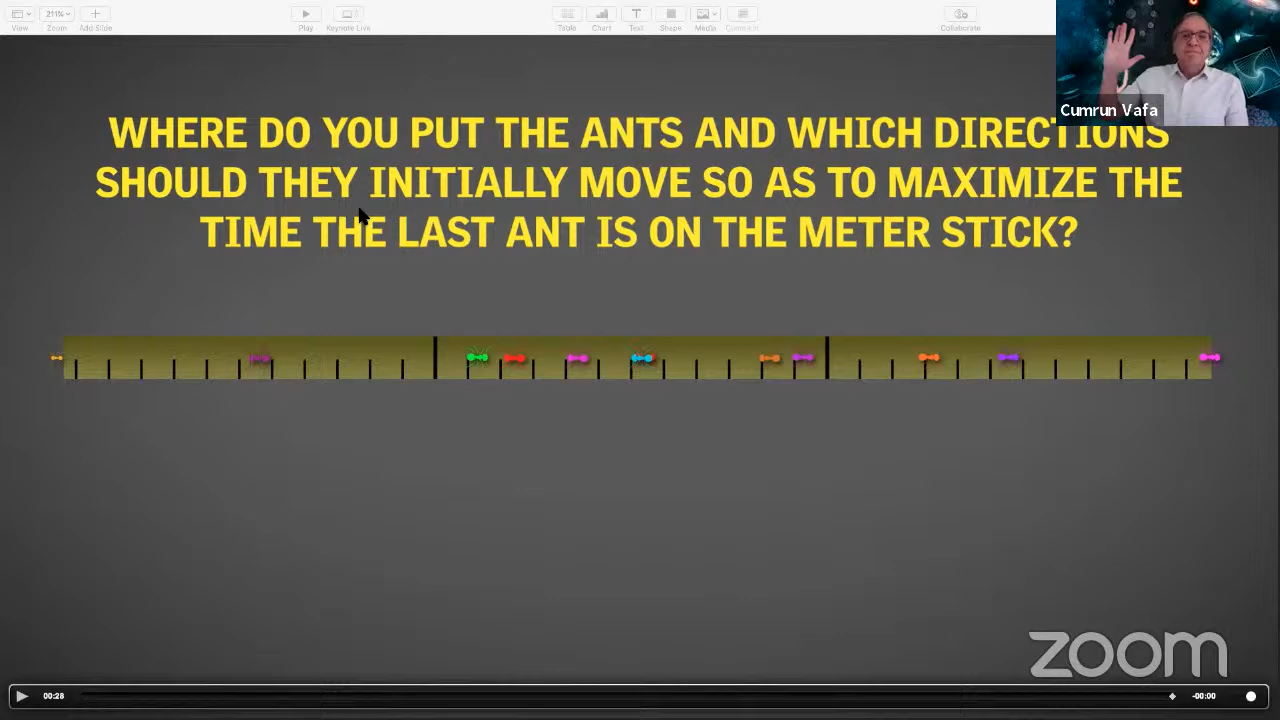 211%
View
Zoom
Add Slide
Play
Keynote Live
Table
Chart
Text
Shape
Media
Comment
Collaborate
Cumrun Vafa
WHERE DO YOU PUT THE ANTS AND WHICH DIRECTIONS
SHOULD THEY INITIALLY MOVE SO AS TO MAXIMIZE THE
TIME THE LAST ANT IS ON THE METER STICK?
zoom
00:28
-00:00